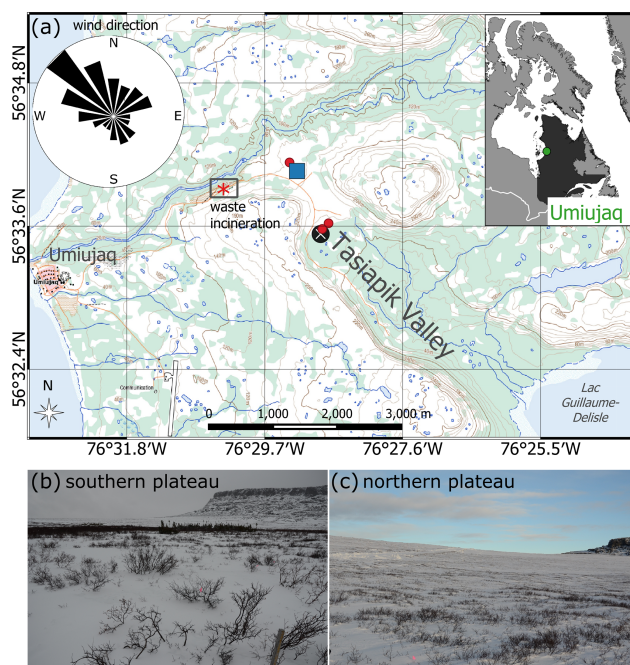 (a)
wind direction
N
W
E
S
56°34.8'N
56°33.6'N
56°32.4'N
waste
incineration
Umiujaq
Umiujaq
Tasiapik Valley
Umiujaq
Communication
N
0 1,000 2,000 3,000 m
Lac
Guillaume-
Delisle
76°31.8'W
76°29.7'W
76°27.6'W
76°25.5'W
(b) southern plateau
(c) northern plateau